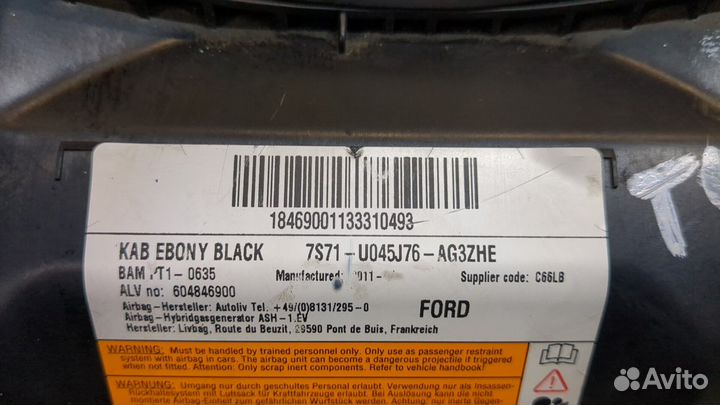 18469001133310493
KAB EBONY BLACK 7S71-U045J76-AG3ZHE
BAM PT1-0635 Manufactured: 2011- Supplier code: C66LB
ALV no: 604846900
Airbag-Hersteller: Autoliv Tel. +49/(0)8131/295-0 FORD
Airbag-Hybridgasgenerator ASH-1.EV
Hersteller: Livbag, Route du Beuzit, 29590 Pont de Buis, Frankreich
WARNING: Must be handled by trained personnel only. Only use as passenger restraint
system with airbag in cars. The airbag unit can become a dangerous projectile if triggered
when not fitted. Attention: Only scrap inert components. Refer to vehicle handbook!
WARNUNG: Umgang nur durch geschultes Personal erlaubt. Verwendung nur als Insassen-
Rückhaltesystem mit Luftsack für Kraftfahrzeuge erlaubt. Der Airbag kann bei nicht
montierte Airbag-Einheit zum gefährlichen
Avito